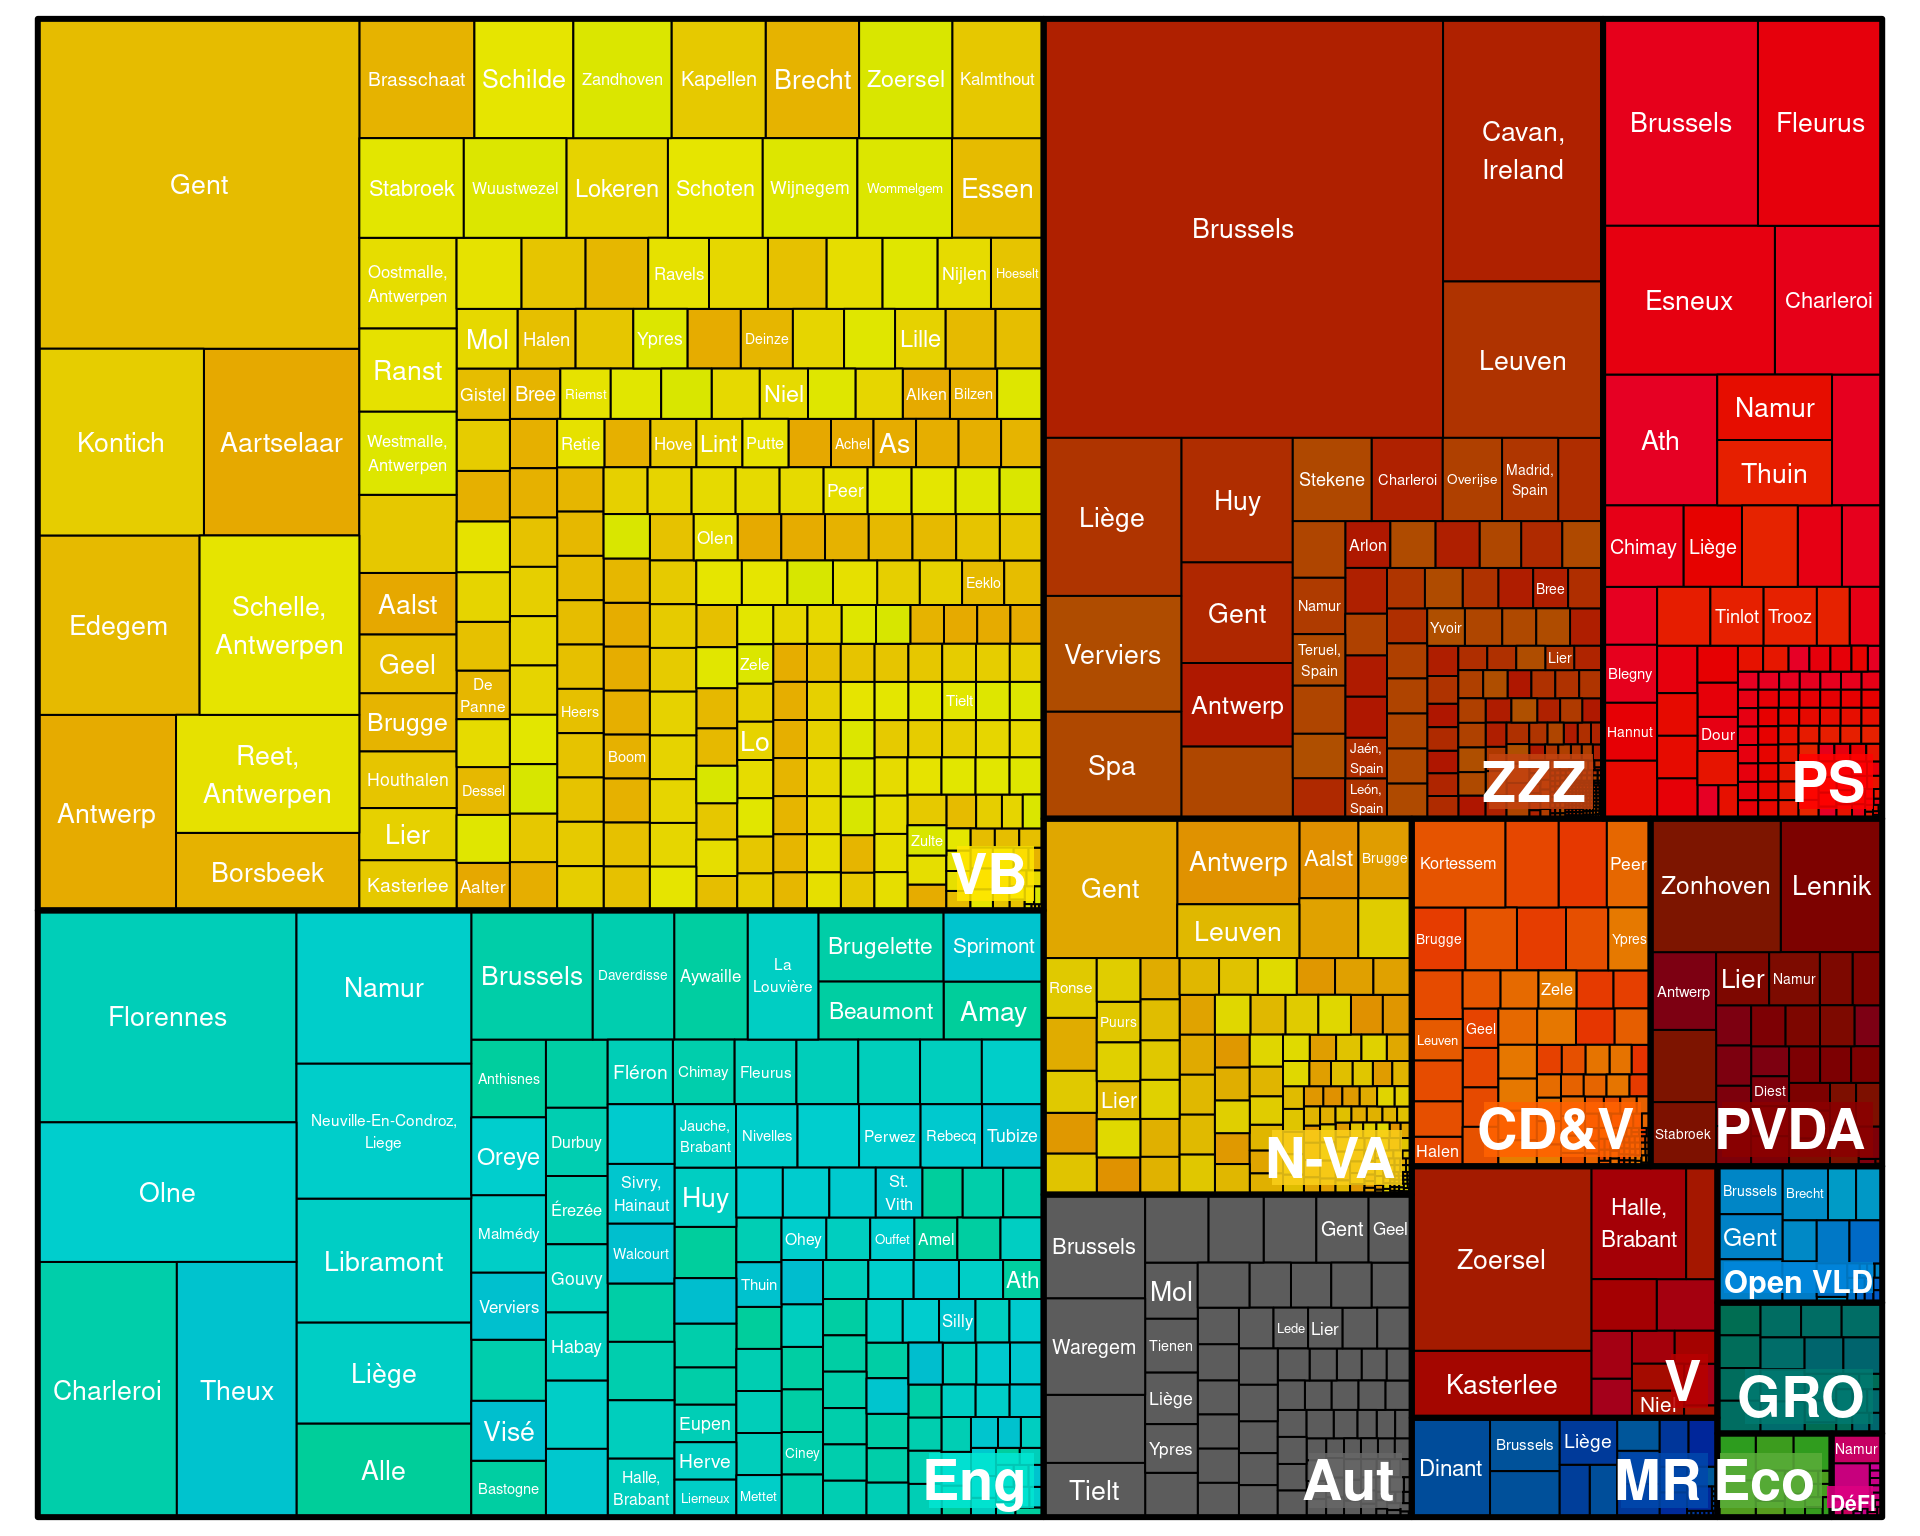 Gent
Brasschaat
Schilde
Zandhoven
Kapellen
Brecht
Zoersel
Kalmthout
Stabroek
Wuustwezel
Lokeren
Schoten
Wijnegem
Wommelgem
Essen
Oostmalle,
Antwerpen
Ravels
Nijlen
Hoeselt
Mol
Halen
Ypres
Deinze
Lille
Ranst
Gistel
Bree
Riemst
Niel
Alken
Bilzen
Kontich
Aartselaar
Westmalle,
Antwerpen
Retie
Hove
Lint
Putte
Achel
As
Peer
Olen
Eeklo
Edegem
Schelle,
Antwerpen
Aalst
Geel
De
Panne
Zele
Tielt
Heers
Brugge
Lo
Boom
Antwerp
Reet,
Antwerpen
Houthalen
Dessel
Lier
Zulte
Borsbeek
Kasterlee
Aalter
VB
Brussels
Cavan,
Ireland
Leuven
Liège
Huy
Stekene
Charleroi
Overijse
Madrid,
Spain
Arlon
Bree
Gent
Namur
Yvoir
Verviers
Teruel,
Spain
Lier
Antwerp
Spa
Jaén,
Spain
León,
Spain
ZZZ
Brussels
Fleurus
Esneux
Charleroi
Ath
Namur
Thuin
Chimay
Liège
Tinlot
Trooz
Blegny
Hannut
Dour
PS
Florennes
Namur
Brussels
Daverdisse
Aywaille
La
Louvière
Brugelette
Sprimont
Beaumont
Amay
Neuville-En-Condroz,
Liege
Anthisnes
Fléron
Chimay
Fleurus
Olne
Oreye
Durbuy
Jauche,
Brabant
Nivelles
Perwez
Rebecq
Tubize
Libramont
Malmédy
Érezée
Sivry,
Hainaut
Huy
St.
Vith
Walcourt
Ohey
Ouffet
Amel
Gouvy
Thuin
Ath
Charleroi
Theux
Liège
Verviers
Habay
Silly
Alle
Visé
Eupen
Herve
Ciney
Bastogne
Halle,
Brabant
Lierneux
Mettet
Eng
Gent
Antwerp
Aalst
Brugge
Leuven
Ronse
Puurs
Lier
N-VA
Kortessem
Peer
Brugge
Ypres
Zele
Leuven
Geel
Halen
CD&V
Zonhoven
Lennik
Antwerp
Lier
Namur
Diest
Stabroek
PVDA
Brussels
Gent
Geel
Mol
Waregem
Tienen
Lede
Lier
Liège
Ypres
Tielt
Aut
Zoersel
Halle,
Brabant
Kasterlee
V
Brussels
Brecht
Gent
Open VLD
GRO
Dinant
Brussels
Liège
MR
Eco
Namur
DéFI